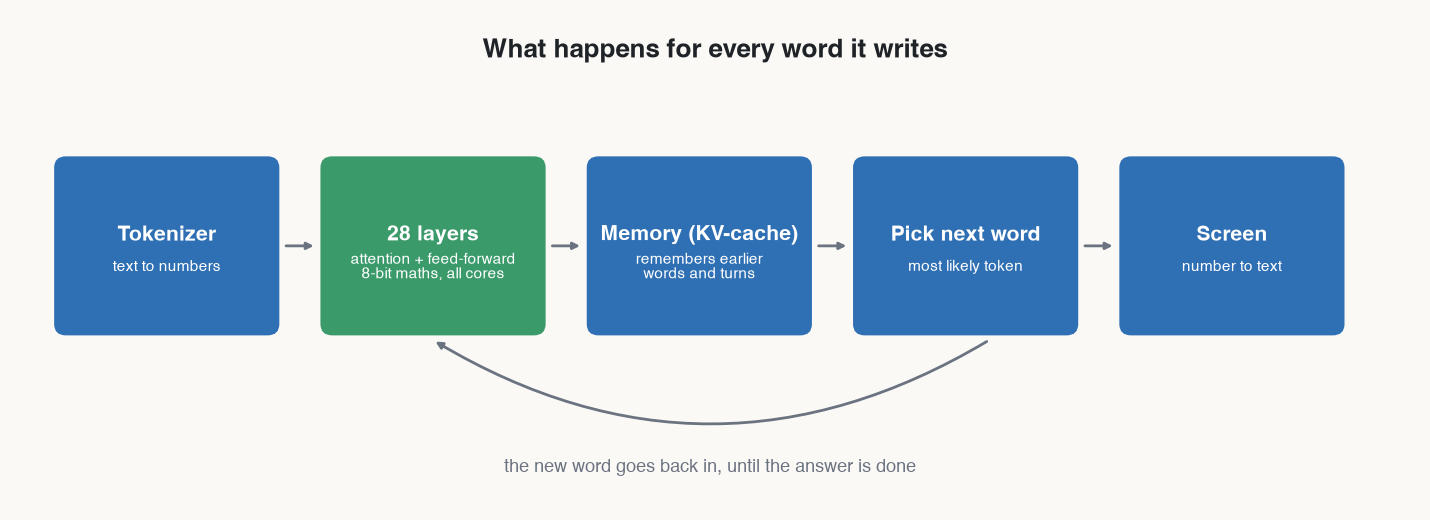 What happens for every word it writes
Tokenizer
text to numbers
28 layers
attention + feed-forward
8-bit maths, all cores
Memory (KV-cache)
remembers earlier
words and turns
Pick next word
most likely token
Screen
number to text
the new word goes back in, until the answer is done